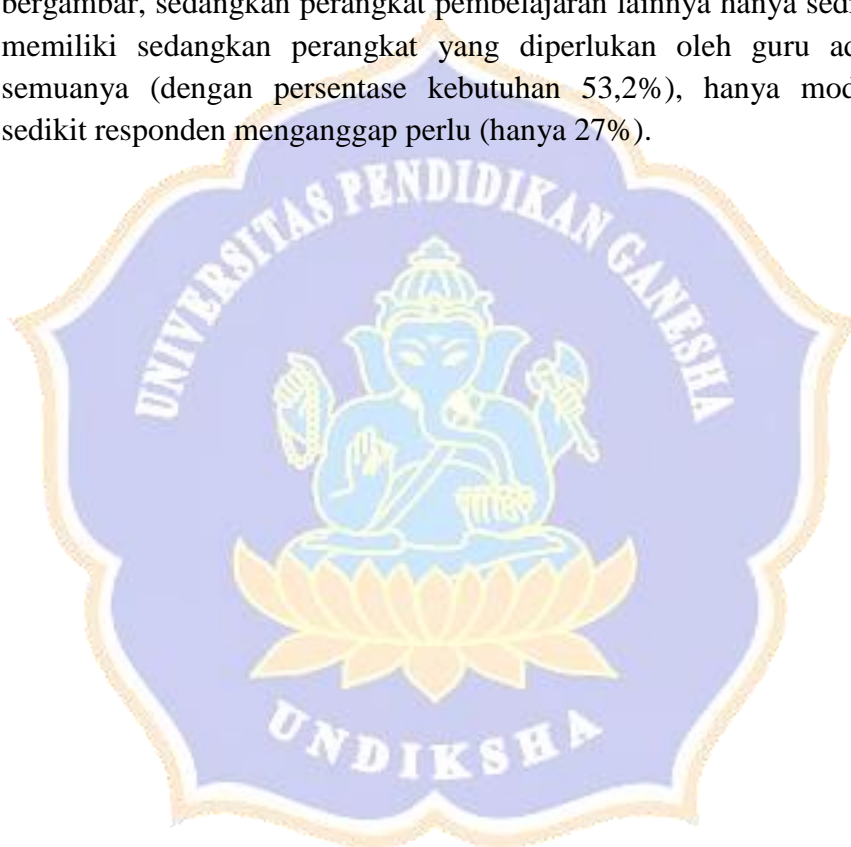 bergambar, sedangkan perangkat pembelajaran lainnya hanya sedi
memiliki sedangkan perangkat yang diperlukan oleh guru ad
semuanya (dengan persentase kebutuhan 53,2%), hanya mod
sedikit responden menganggap perlu (hanya 27%).
UNIVERSITAS PENDIDIKAN GANESHA
UNDIKSHA